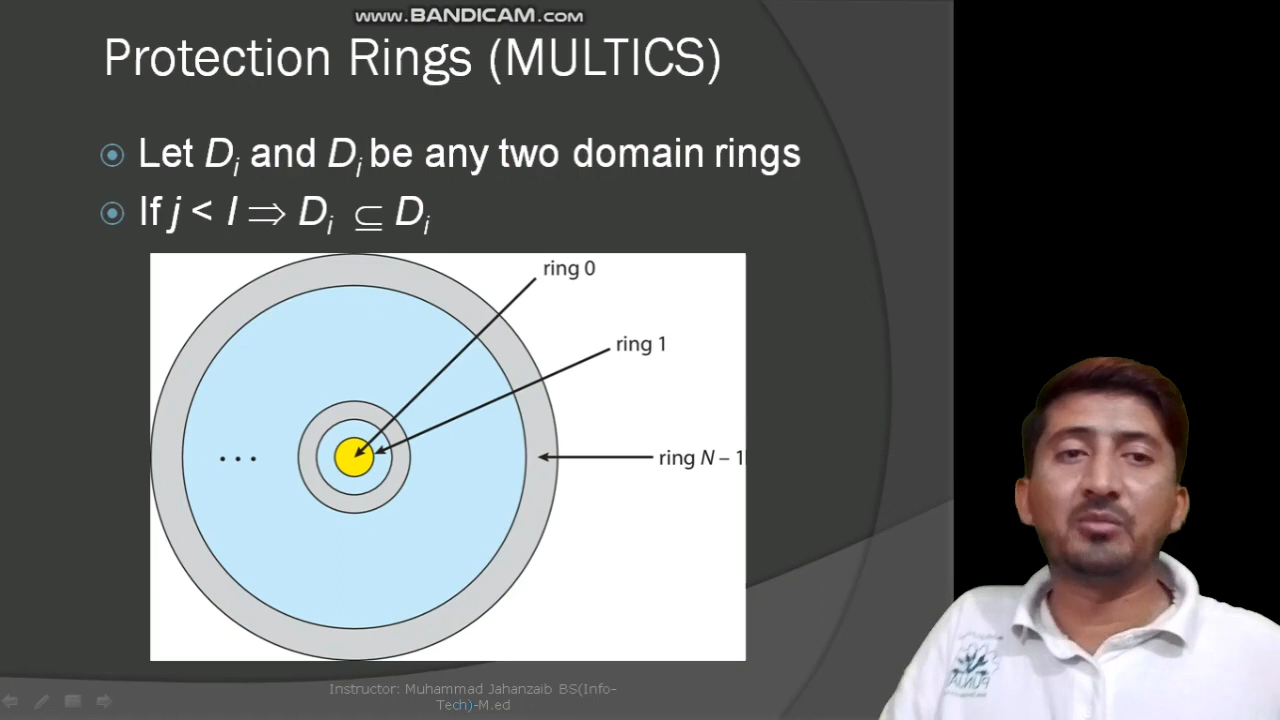 www.BANDICAM.com
Protection Rings (MULTICS)
Let Di and Di be any two domain rings
If j < I ⇒ Di ⊆ Di
ring 0
ring 1
ring N – 1
...
Instructor: Muhammad Jahanzaib BS(Info-
Tech)-M.ed